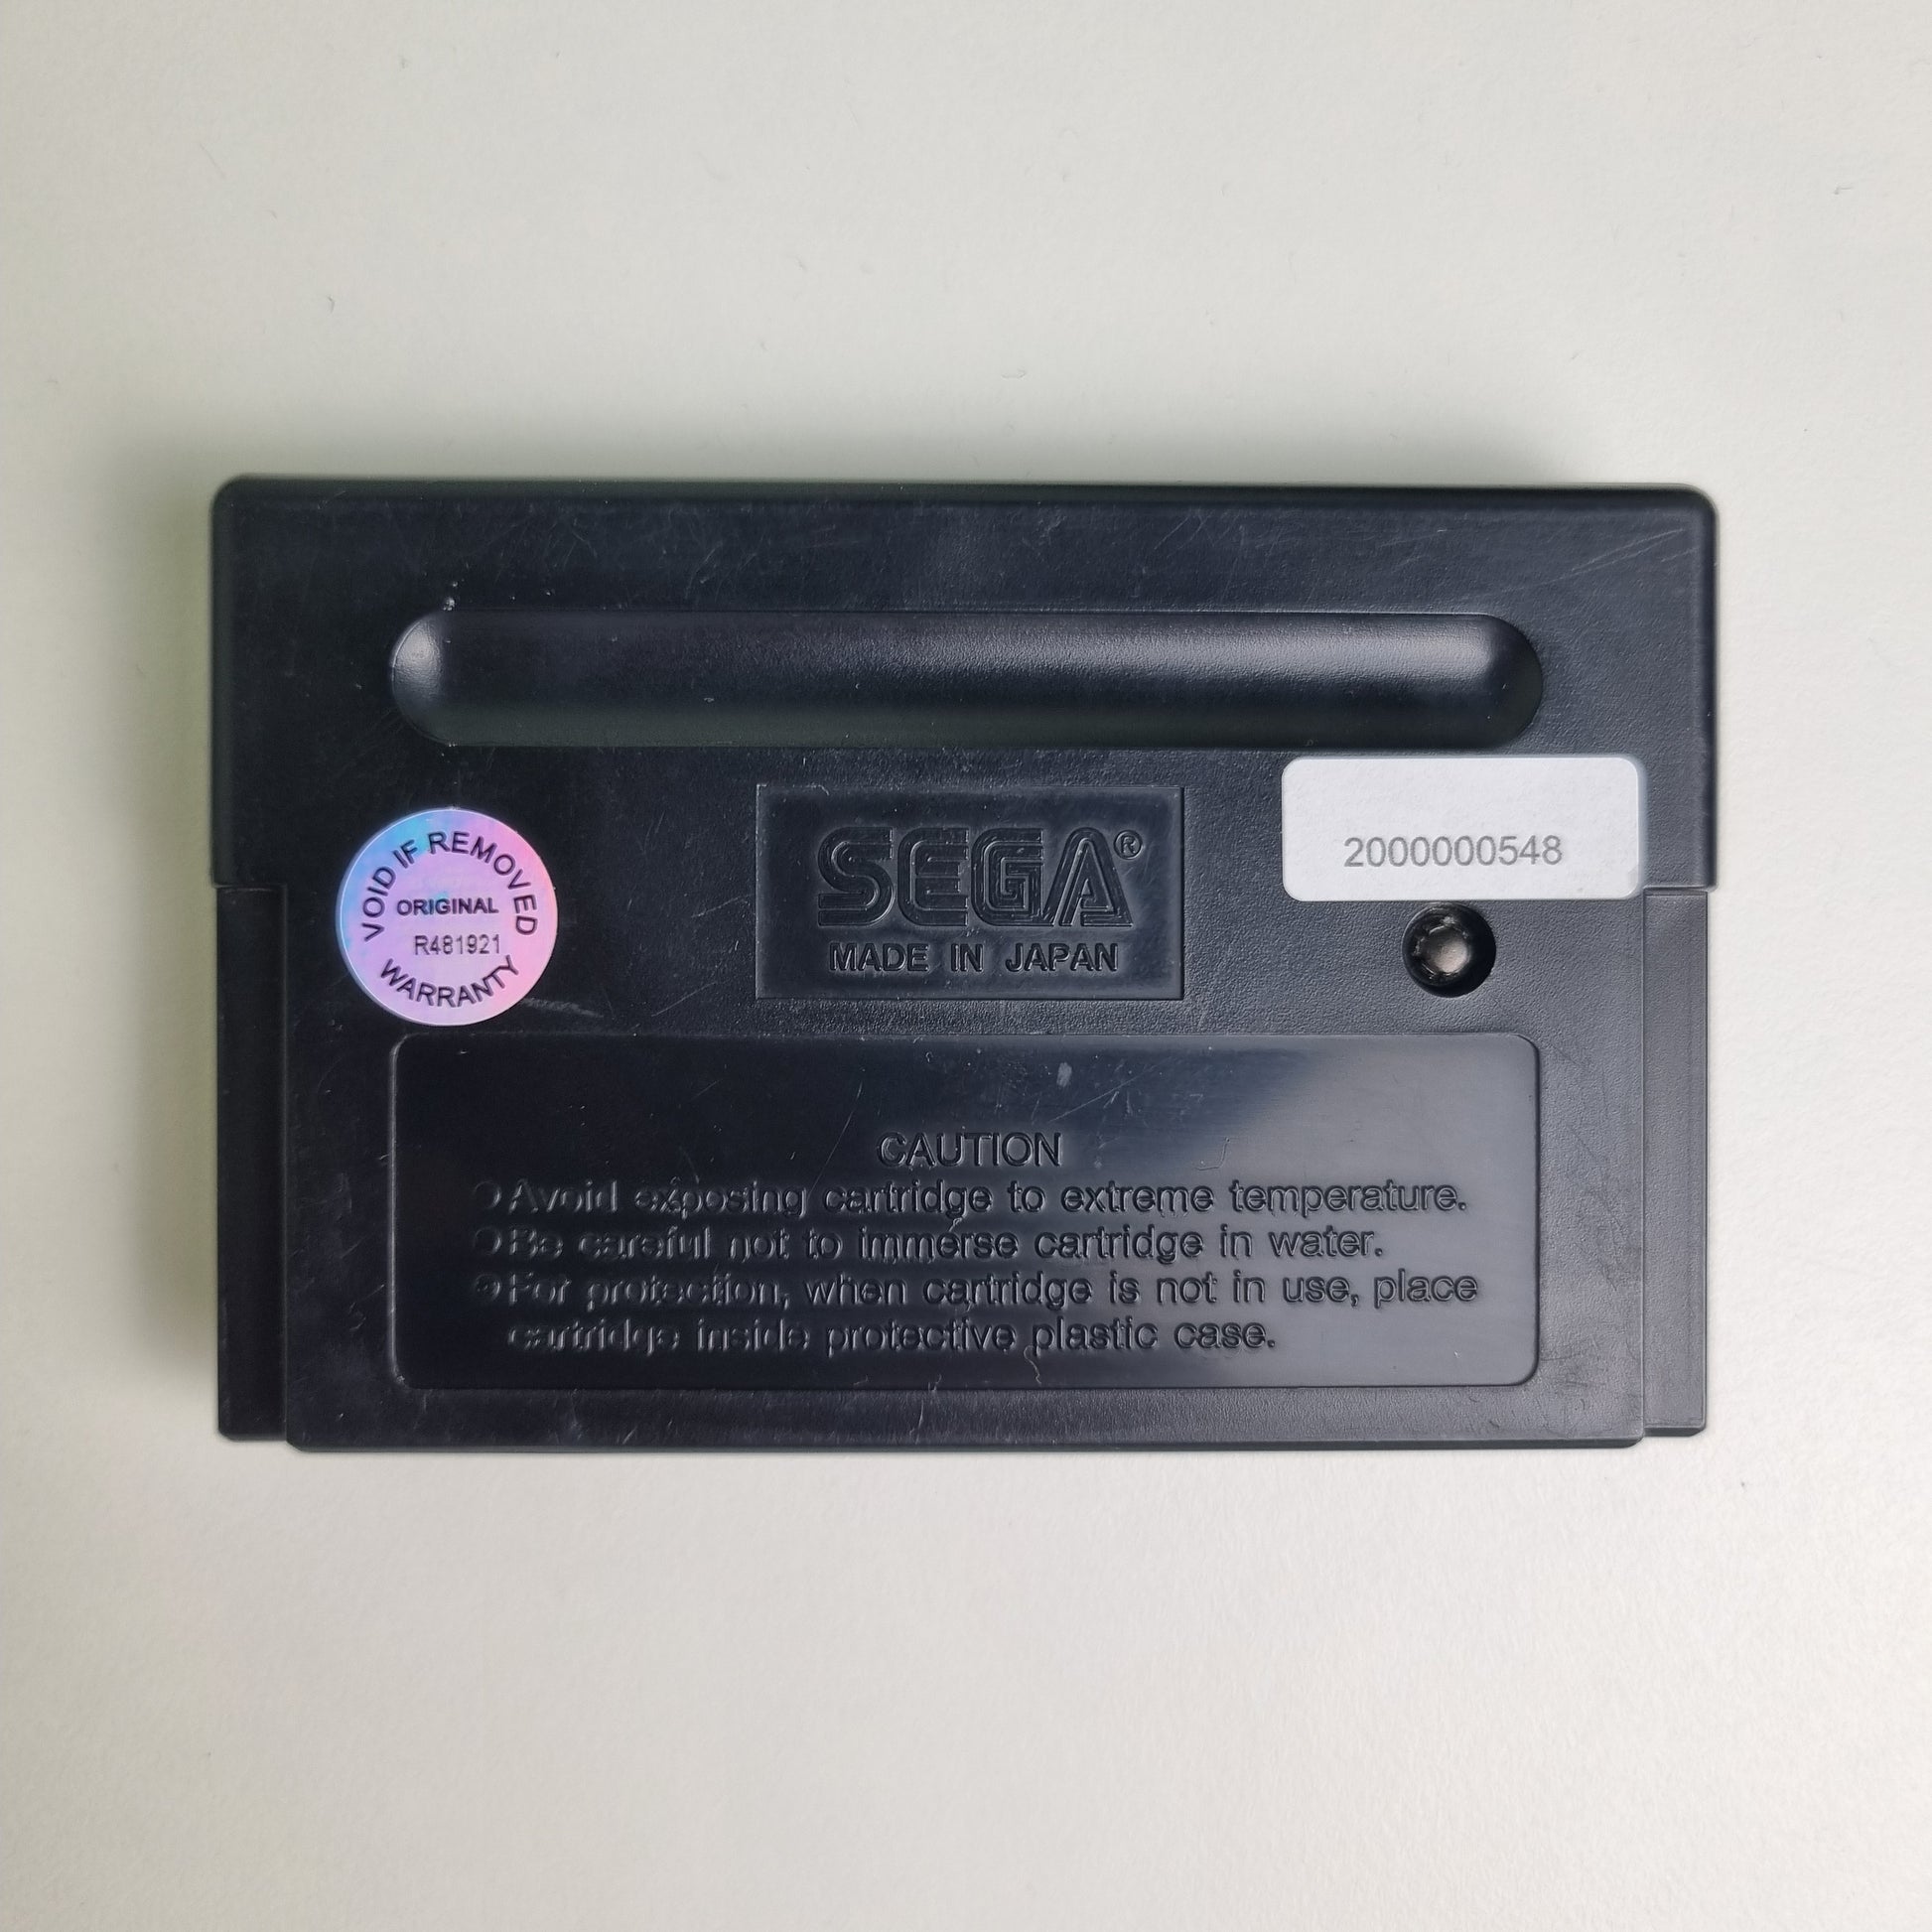 SEGA®
MADE IN JAPAN
2000000548
VOID IF REMOVED
ORIGINAL
R481921
WARRANTY
CAUTION
●Avoid exposing cartridge to extreme temperature.
●Be careful not to immerse cartridge in water.
●For protection, when cartridge is not in use, place
cartridge inside protective plastic case.